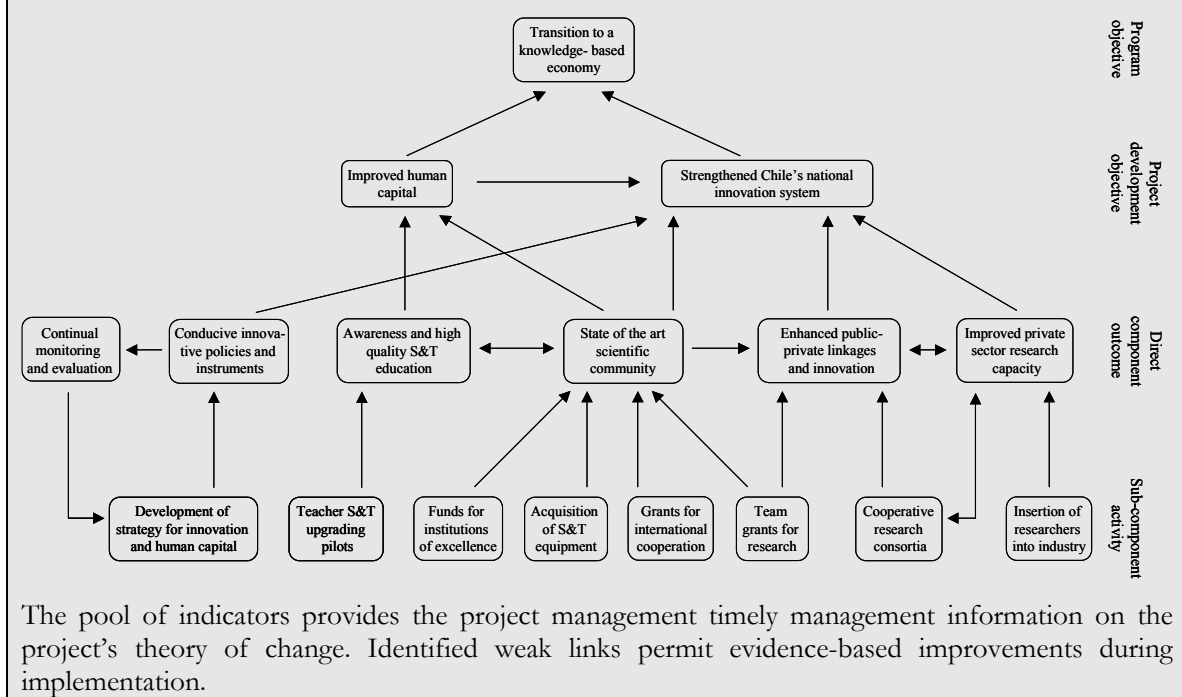 Transition to a
knowledge- based
economy
Program
objective
Improved human
capital
Strengthened Chile's national
innovation system
Project
development
objective
Continual
monitoring
and evaluation
Conducive innova-
tive policies and
instruments
Awareness and high
quality S&T
education
State of the art
scientific
community
Enhanced public-
private linkages
and innovation
Improved private
sector research
capacity
Direct
component
outcome
Development of
strategy for innovation
and human capital
Teacher S&T
upgrading
pilots
Funds for
institutions
of excellence
Acquisition
of S&T
equipment
Grants for
international
cooperation
Team
grants for
research
Cooperative
research
consortia
Insertion of
researchers
into industry
Sub-component
activity
The pool of indicators provides the project management timely management information on the
project's theory of change. Identified weak links permit evidence-based improvements during
implementation.